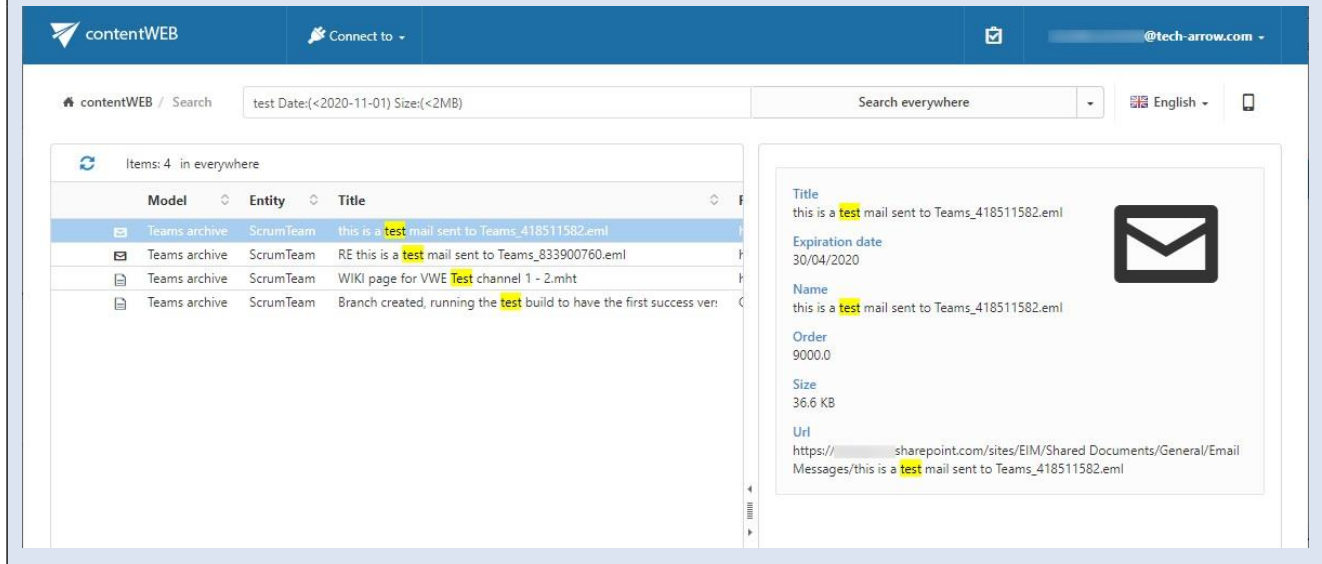 contentWEB
Connect to
@tech-arrow.com
contentWEB / Search
test Date:(<2020-11-01) Size:(<2MB)
Search everywhere
English
Items: 4 in everywhere
Model Entity Title
Teams archive ScrumTeam this is a test mail sent to Teams_418511582.eml
Teams archive ScrumTeam RE this is a test mail sent to Teams_833900760.eml
Teams archive ScrumTeam WIKI page for VWE Test channel 1 - 2.mht
Teams archive ScrumTeam Branch created, running the test build to have the first success
Title
this is a test mail sent to Teams_418511582.eml
Expiration date
30/04/2020
Name
this is a test mail sent to Teams_418511582.eml
Order
9000.0
Size
36.6 KB
Url
https:// sharepoint.com/sites/EIM/Shared Documents/General/Email
Messages/this is a test mail sent to Teams_418511582.eml